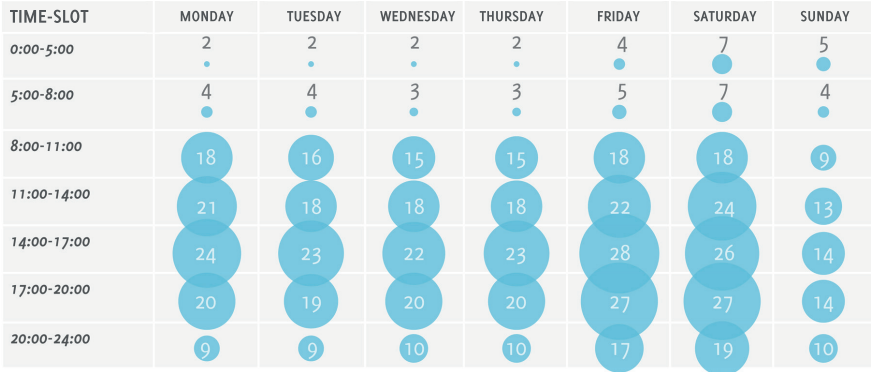 TIME-SLOT MONDAY TUESDAY WEDNESDAY THURSDAY FRIDAY SATURDAY SUNDAY
0:00-5:00 2 2 2 2 4 7 5
5:00-8:00 4 4 3 3 5 7 4
8:00-11:00 18 16 15 15 18 18 9
11:00-14:00 21 18 18 18 22 24 13
14:00-17:00 24 23 22 23 28 26 14
17:00-20:00 20 19 20 20 27 27 14
20:00-24:00 9 9 10 10 17 19 10